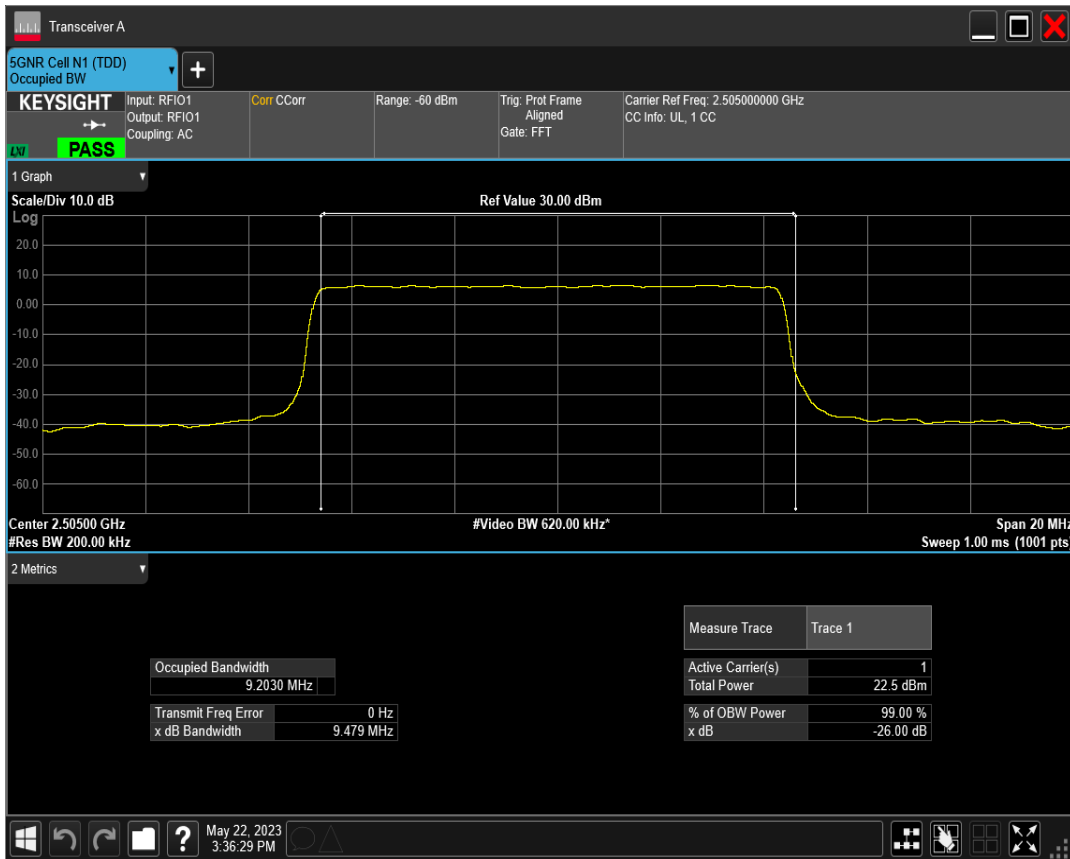 Transceiver A
5GNR Cell N1 (TDD)
Occupied BW
+
KEYSIGHT
LXI
PASS
Input: RFIO1
Output: RFIO1
Coupling: AC
Corr CCorr
Range: -60 dBm
Trig: Prot Frame
Aligned
Gate: FFT
Carrier Ref Freq: 2.505000000 GHz
CC Info: UL, 1 CC
1 Graph
Scale/Div 10.0 dB
Ref Value 30.00 dBm
Log
20.0
10.0
0.00
-10.0
-20.0
-30.0
-40.0
-50.0
-60.0
Center 2.50500 GHz
#Video BW 620.00 kHz*
Span 20 MHz
#Res BW 200.00 kHz
Sweep 1.00 ms (1001 pts)
2 Metrics
Measure Trace Trace 1
Occupied Bandwidth
9.2030 MHz
Active Carrier(s) 1
Total Power 22.5 dBm
Transmit Freq Error 0 Hz
x dB Bandwidth 9.479 MHz
% of OBW Power 99.00 %
x dB -26.00 dB
?
May 22, 2023
3:36:29 PM